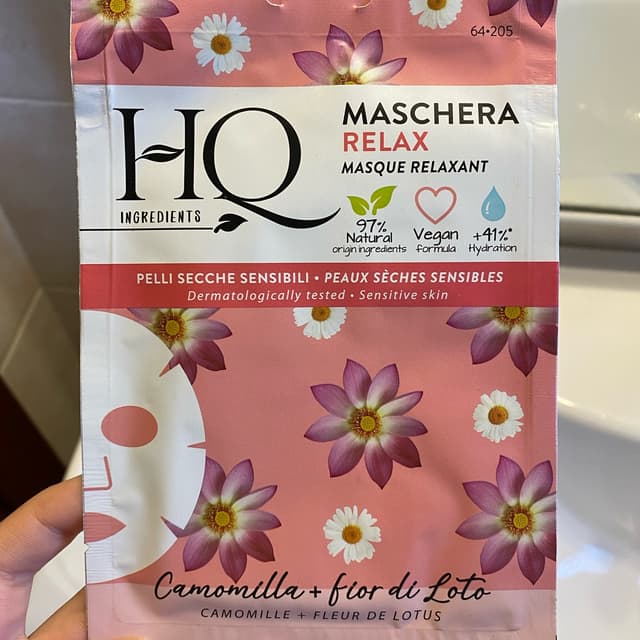 64•205
HQ
INGREDIENTS
MASCHERA
RELAX
MASQUE RELAXANT
97%
Natural
origin ingredients
Vegan
formula
+41%*
Hydration
PELLI SECCHE SENSIBILI • PEAUX SÈCHES SENSIBLES
Dermatologically tested • Sensitive skin
Camomilla + fior di Loto
CAMOMILLE + FLEUR DE LOTUS